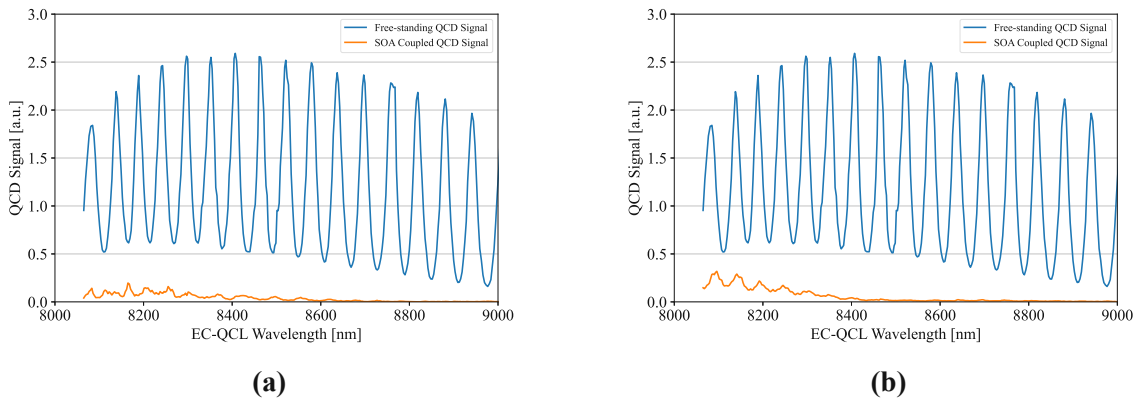 3.0
2.5
2.0
1.5
1.0
0.5
0.0
QCD Signal [a.u.]
Free-standing QCD Signal
SOA Coupled QCD Signal
8000 8200 8400 8600 8800 9000
EC-QCL Wavelength [nm]
(a)
3.0
2.5
2.0
1.5
1.0
0.5
0.0
QCD Signal [a.u.]
Free-standing QCD Signal
SOA Coupled QCD Signal
8000 8200 8400 8600 8800 9000
EC-QCL Wavelength [nm]
(b)